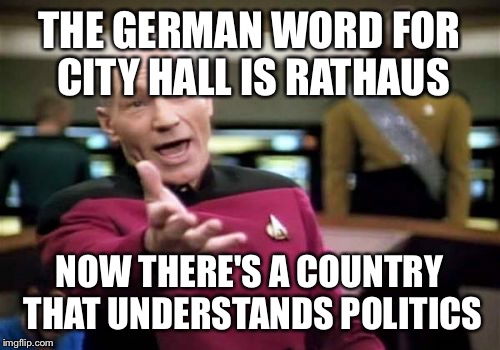 THE GERMAN WORD FOR
CITY HALL IS RATHAUS
NOW THERE'S A COUNTRY
THAT UNDERSTANDS POLITICS
imgflip.com